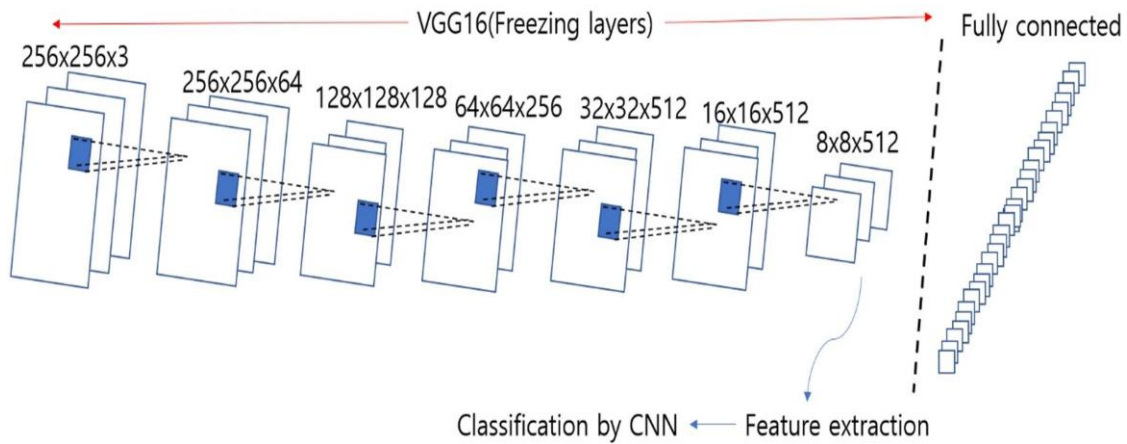 VGG16(Freezing layers)
Fully connected
256x256x3
256x256x64
128x128x128
64x64x256
32x32x512
16x16x512
8x8x512
Classification by CNN
Feature extraction